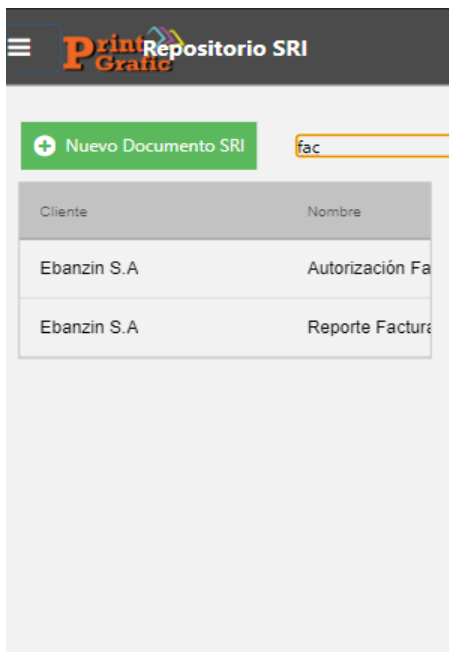 Print
Grafic
Repositorio SRI
Nuevo Documento SRI
fac
Cliente Nombre
Ebanzin S.A Autorización Fa
Ebanzin S.A Reporte Factura